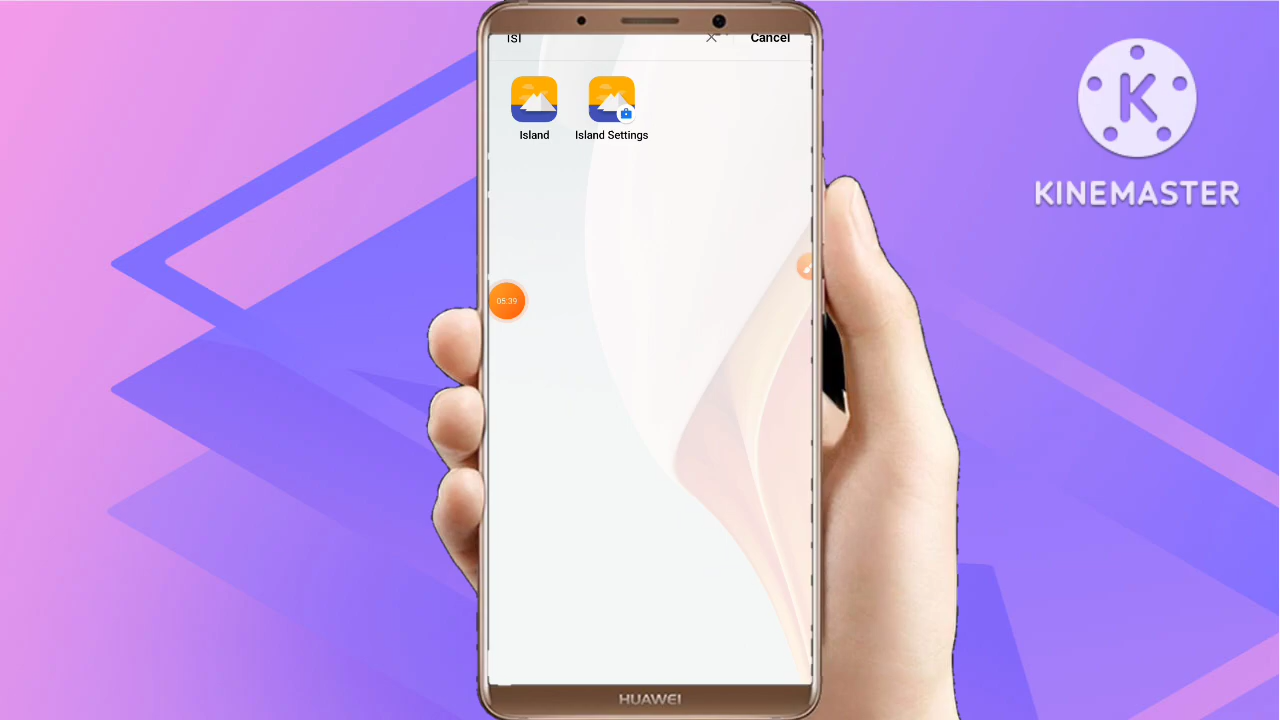 Isl
Cancel
Island
Island Settings
05:39
HUAWEI
K
KINEMASTER